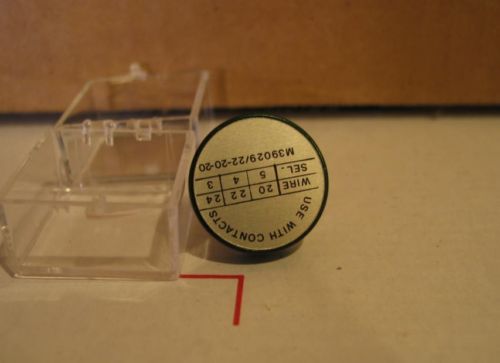 USE WITH CONTACTS
WIRE 20 22 24
SEL. 5 4 3
M39029/22-20-20